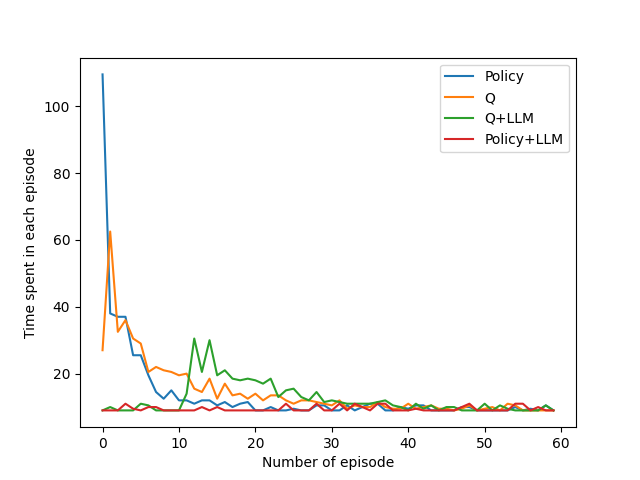 Policy
Q
Q+LLM
Policy+LLM
Time spent in each episode
100
80
60
40
20
0 10 20 30 40 50 60
Number of episode